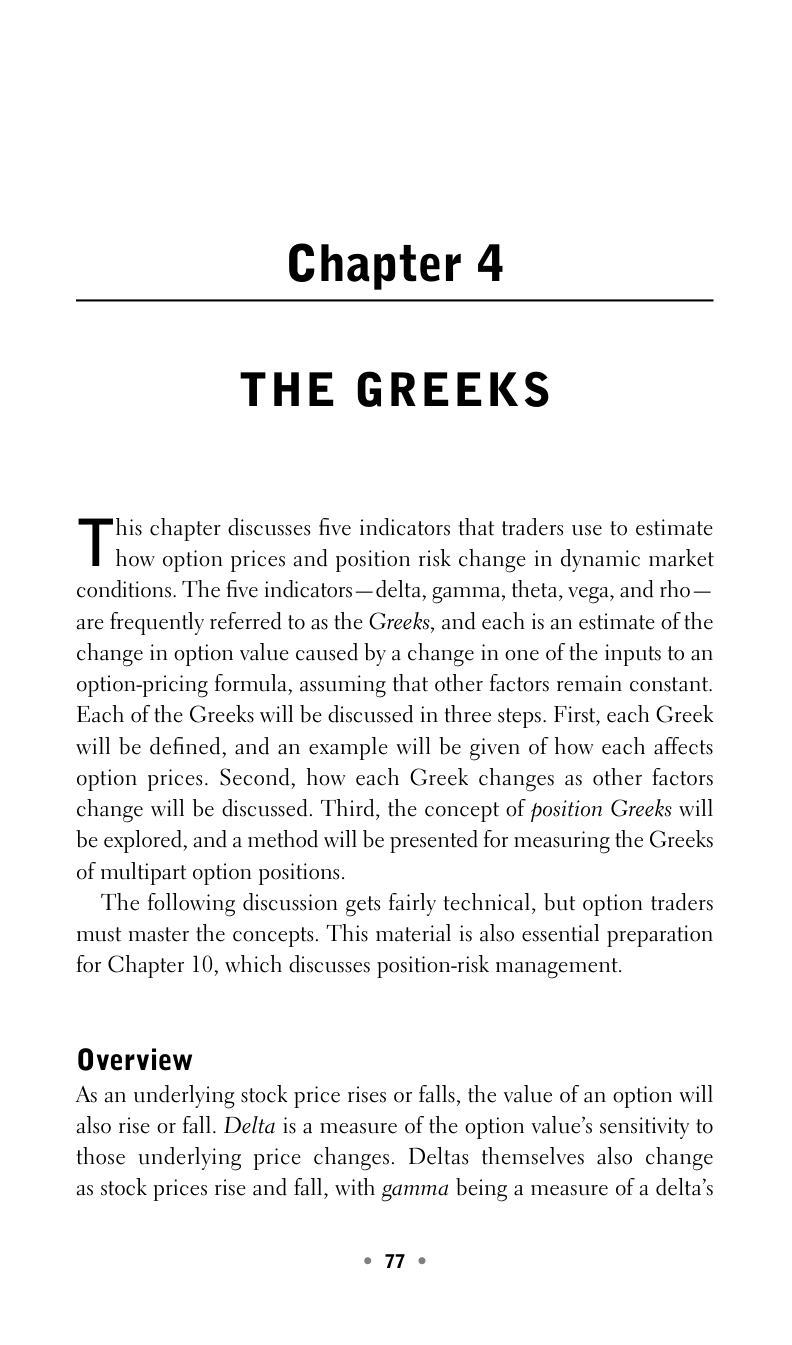 Chapter 4
THE GREEKS
This chapter discusses five indicators that traders use to estimate
how option prices and position risk change in dynamic market
conditions. The five indicators—delta, gamma, theta, vega, and rho—
are frequently referred to as the Greeks, and each is an estimate of the
change in option value caused by a change in one of the inputs to an
option-pricing formula, assuming that other factors remain constant.
Each of the Greeks will be discussed in three steps. First, each Greek
will be defined, and an example will be given of how each affects
option prices. Second, how each Greek changes as other factors
change will be discussed. Third, the concept of position Greeks will
be explored, and a method will be presented for measuring the Greeks
of multipart option positions.
The following discussion gets fairly technical, but option traders
must master the concepts. This material is also essential preparation
for Chapter 10, which discusses position-risk management.
Overview
As an underlying stock price rises or falls, the value of an option will
also rise or fall. Delta is a measure of the option value’s sensitivity to
those underlying price changes. Deltas themselves also change
as stock prices rise and fall, with gamma being a measure of a delta’s
• 77 •